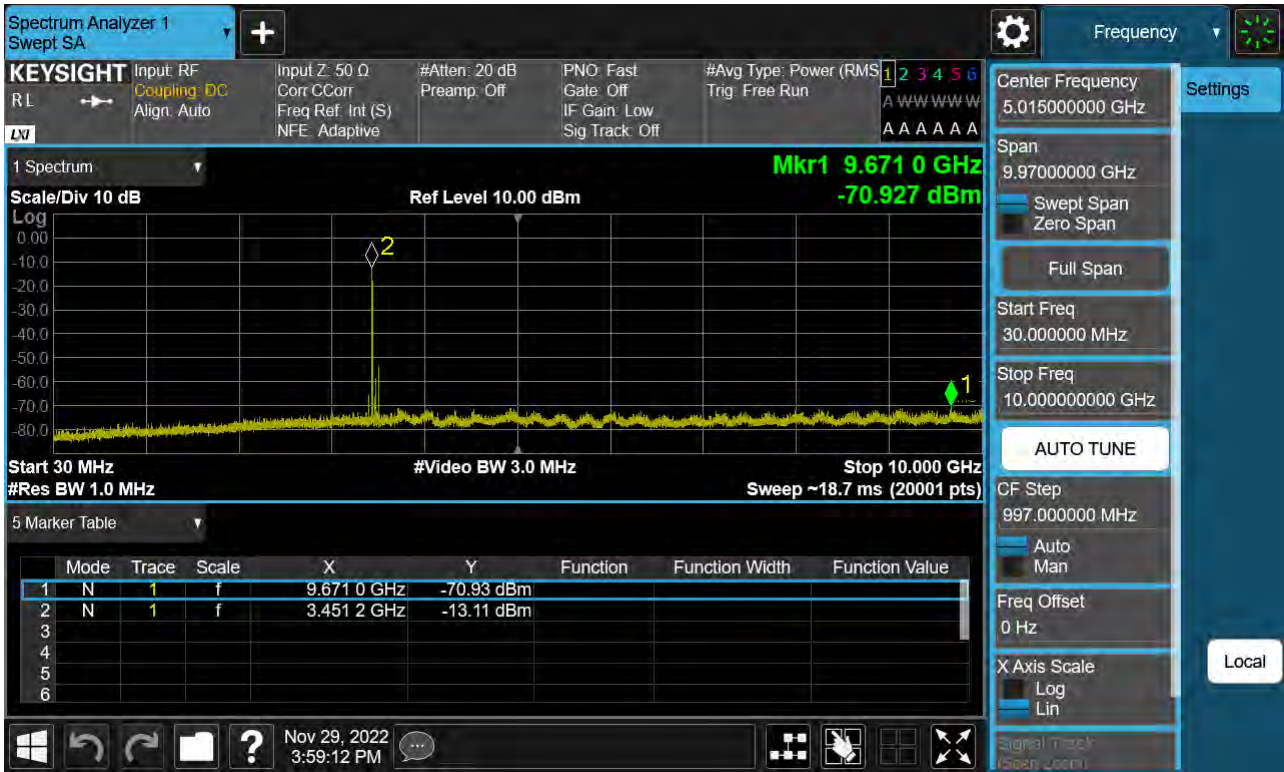 Spectrum Analyzer 1
Swept SA
Frequency
KEYSIGHT
RL
LXI
Input: RF
Coupling: DC
Align: Auto
Input Z: 50 Ω
Corr CCorr
Freq Ref: Int (S)
NFE: Adaptive
#Atten: 20 dB
Preamp: Off
PNO: Fast
Gate: Off
IF Gain: Low
Sig Track: Off
#Avg Type: Power (RMS
Trig: Free Run
1 2 3 4 5 6
A W W W W W
A A A A A A
1 Spectrum
Scale/Div 10 dB
Ref Level 10.00 dBm
Mkr1 9.671 0 GHz
-70.927 dBm
Log
0.00
-10.0
-20.0
-30.0
-40.0
-50.0
-60.0
-70.0
-80.0
2
1
Start 30 MHz
#Video BW 3.0 MHz
Stop 10.000 GHz
#Res BW 1.0 MHz
Sweep ~18.7 ms (20001 pts)
5 Marker Table
Mode Trace Scale X Y Function Function Width Function Value
1 N 1 f 9.671 0 GHz -70.93 dBm
2 N 1 f 3.451 2 GHz -13.11 dBm
3
4
5
6
Nov 29, 2022
3:59:12 PM
Center Frequency
5.015000000 GHz
Settings
Span
9.97000000 GHz
Swept Span
Zero Span
Full Span
Start Freq
30.000000 MHz
Stop Freq
10.000000000 GHz
AUTO TUNE
CF Step
997.000000 MHz
Auto
Man
Freq Offset
0 Hz
X Axis Scale
Log
Lin
Local
Signal Track
(Span Zoom)